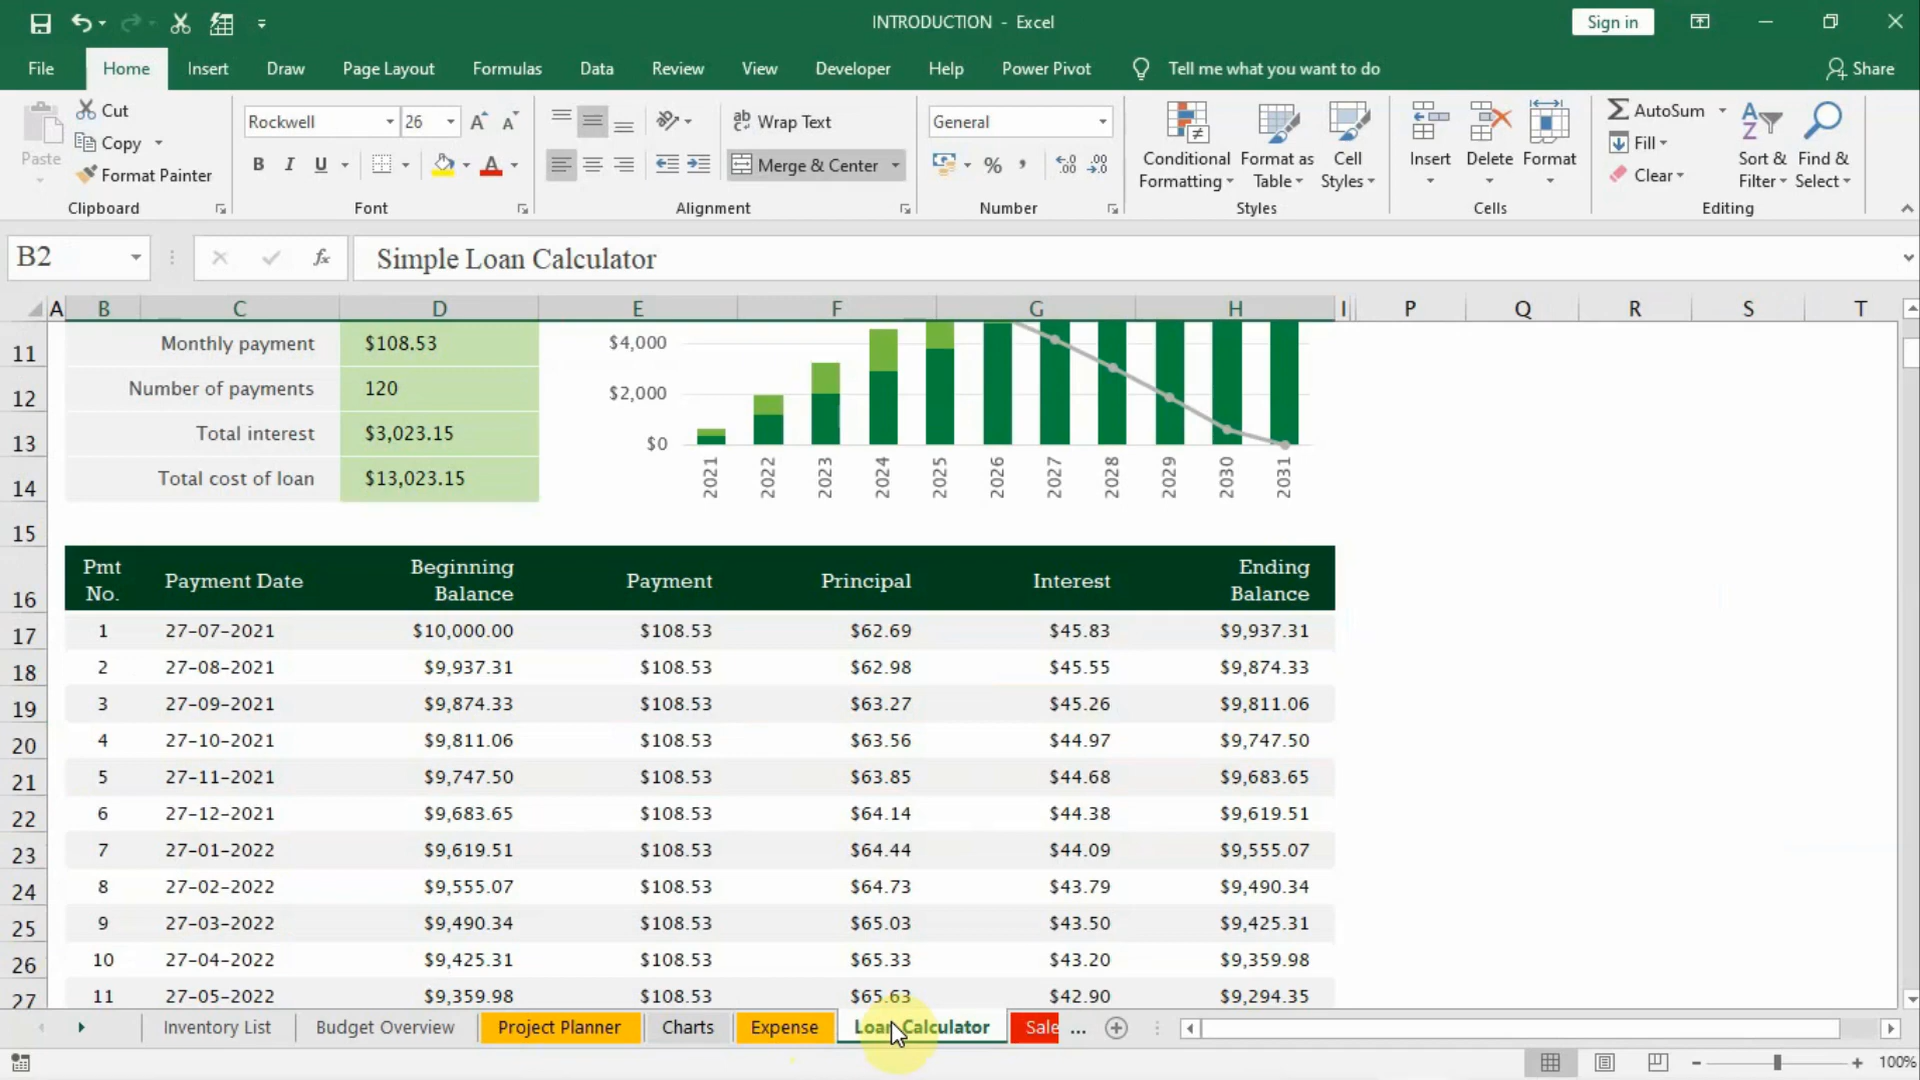 INTRODUCTION - Excel
Sign in
File Home Insert Draw Page Layout Formulas Data Review View Developer Help Power Pivot Tell me what you want to do Share
Paste
Cut
Copy
Format Painter
Clipboard
Rockwell 26
B I U
Font
Wrap Text
Merge & Center
Alignment
General
%
Number
Conditional Formatting
Format as Table
Cell Styles
Styles
Insert Delete Format
Cells
AutoSum
Fill
Clear
Sort & Filter
Find & Select
Editing
B2 fx Simple Loan Calculator
A B C D E F G H I P Q R S T
11 Monthly payment $108.53
12 Number of payments 120
13 Total interest $3,023.15
14 Total cost of loan $13,023.15
$4,000
$2,000
$0
2021 2022 2023 2024 2025 2026 2027 2028 2029 2030 2031
15
16 Pmt No. Payment Date Beginning Balance Payment Principal Interest Ending Balance
17 1 27-07-2021 $10,000.00 $108.53 $62.69 $45.83 $9,937.31
18 2 27-08-2021 $9,937.31 $108.53 $62.98 $45.55 $9,874.33
19 3 27-09-2021 $9,874.33 $108.53 $63.27 $45.26 $9,811.06
20 4 27-10-2021 $9,811.06 $108.53 $63.56 $44.97 $9,747.50
21 5 27-11-2021 $9,747.50 $108.53 $63.85 $44.68 $9,683.65
22 6 27-12-2021 $9,683.65 $108.53 $64.14 $44.38 $9,619.51
23 7 27-01-2022 $9,619.51 $108.53 $64.44 $44.09 $9,555.07
24 8 27-02-2022 $9,555.07 $108.53 $64.73 $43.79 $9,490.34
25 9 27-03-2022 $9,490.34 $108.53 $65.03 $43.50 $9,425.31
26 10 27-04-2022 $9,425.31 $108.53 $65.33 $43.20 $9,359.98
27 11 27-05-2022 $9,359.98 $108.53 $65.63 $42.90 $9,294.35
Inventory List Budget Overview Project Planner Charts Expense Loan Calculator Sale ...
100%